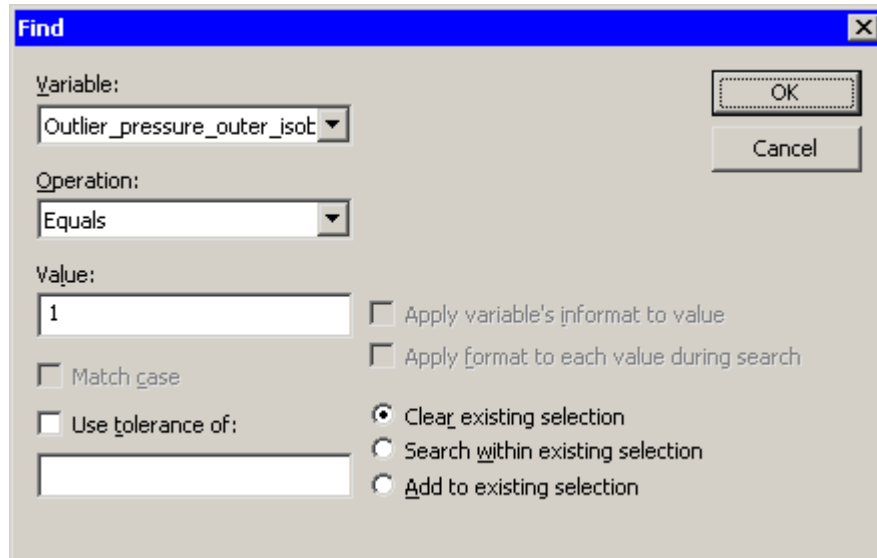 Find
Variable:
Outlier_pressure_outer_isob
OK
Cancel
Operation:
Equals
Value:
1
Apply variable's informat to value
Apply format to each value during search
Match case
Use tolerance of:
Clear existing selection
Search within existing selection
Add to existing selection